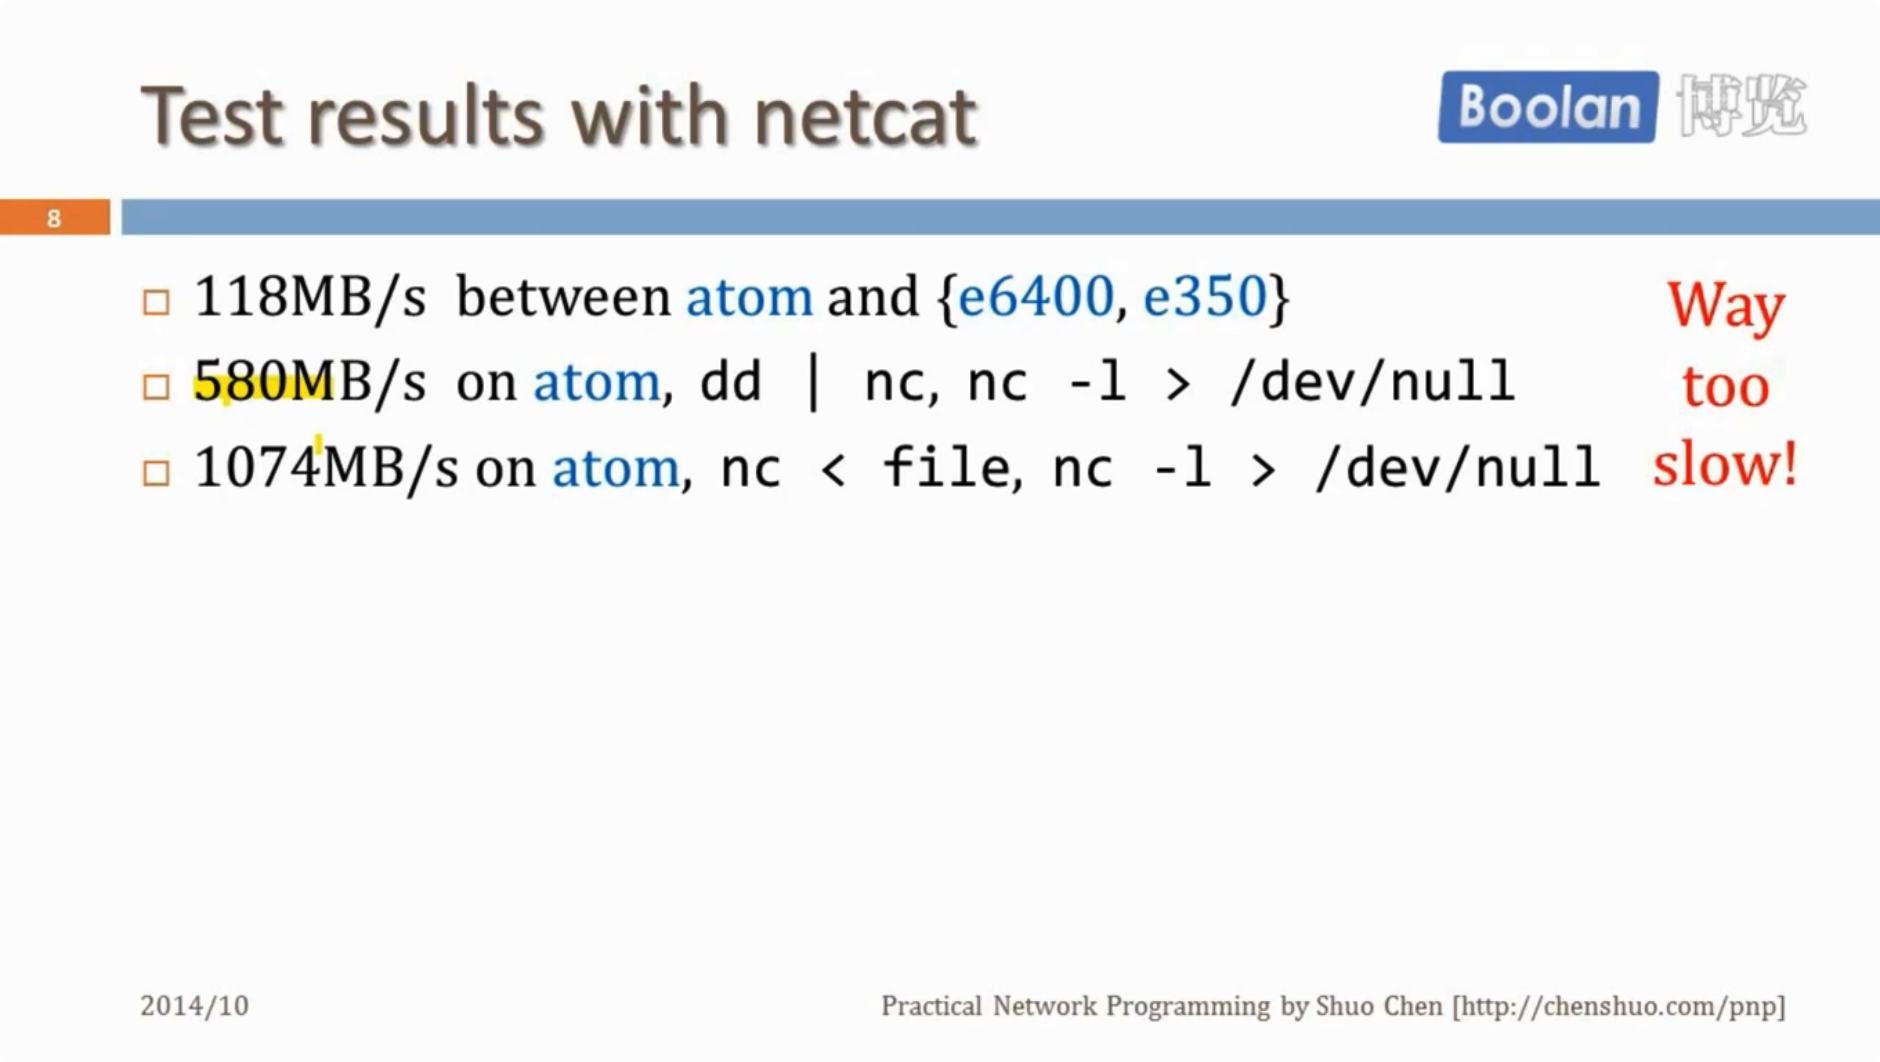 Test results with netcat
Boolan 博览
8
118MB/s between atom and {e6400, e350}
580MB/s on atom, dd | nc, nc -l > /dev/null
1074MB/s on atom, nc < file, nc -l > /dev/null
Way
too
slow!
2014/10
Practical Network Programming by Shuo Chen [http://chenshuo.com/pnp]